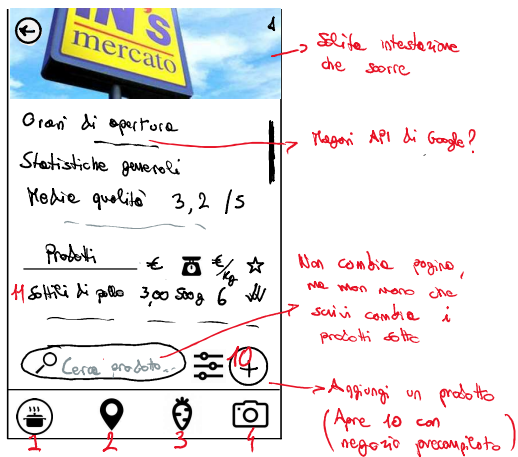 IN'S
mercato
Solita intestazione
che scorre
Orari di apertura
Magari API di Google?
Statistiche generali
Media qualità 3,2 /5
Prodotti € €/kg
11 Sottili di pollo 3,00 500g 6
Non cambia pagina,
ma man mano che
scrivi cambia i
prodotti sotto
Cerca prodotto...
10
+
Aggiungi un prodotto
(Apre 10 con
negozio precompilato)
1 2 3 4